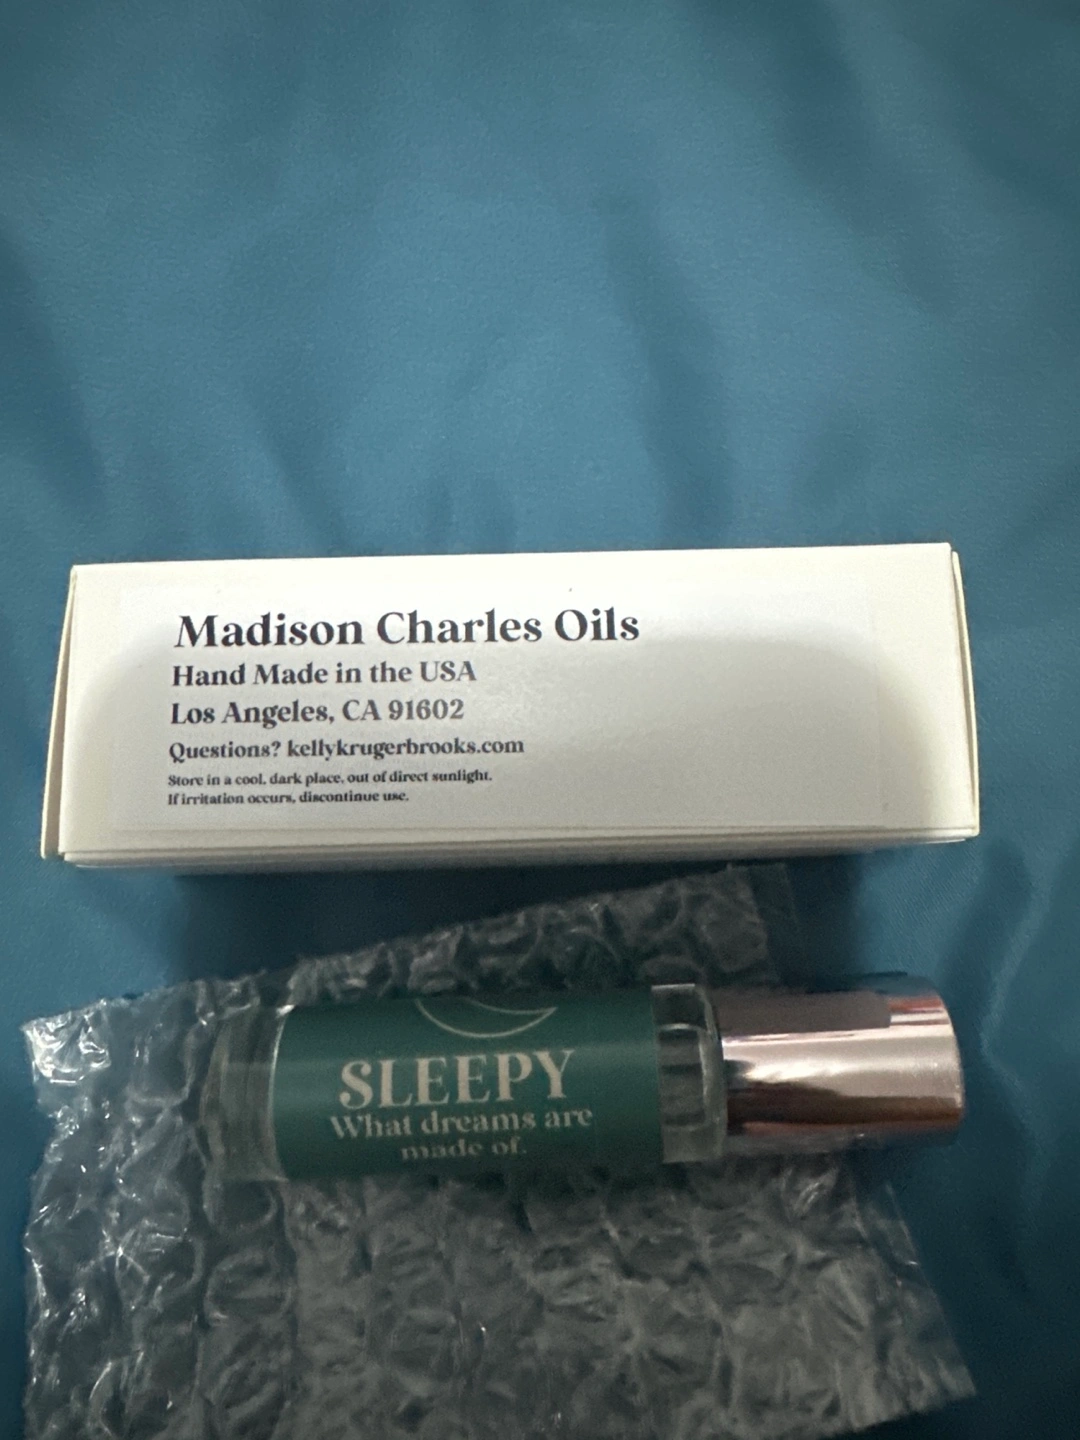 Madison Charles Oils
Hand Made in the USA
Los Angeles, CA 91602
Questions? kellykrugerbrooks.com
Store in a cool, dark place, out of direct sunlight.
If irritation occurs, discontinue use.
SLEEPY
What dreams are
made of.